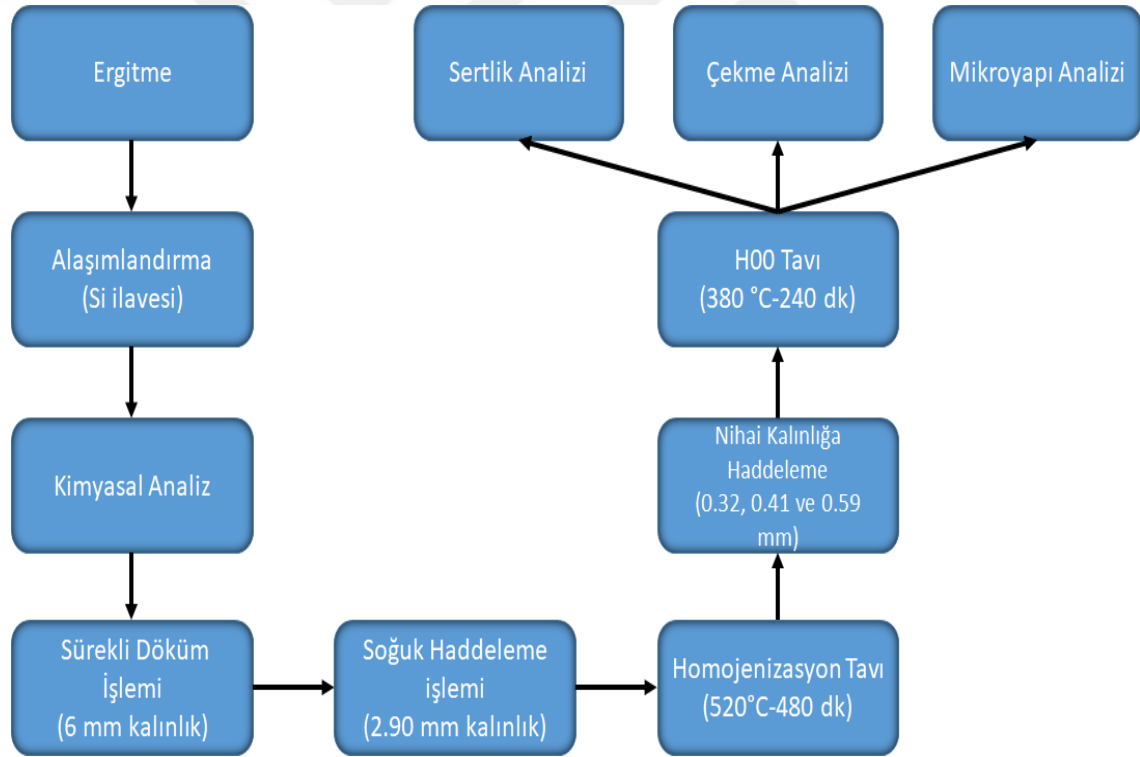 Ergitme
Alaşımlandırma
(Si ilavesi)
Kimyasal Analiz
Sürekli Döküm
İşlemi
(6 mm kalınlık)
Soğuk Haddeleme
işlemi
(2.90 mm kalınlık)
Homojenizasyon Tavı
(520°C-480 dk)
Nihai Kalınlığa
Haddeleme
(0.32, 0.41 ve 0.59
mm)
H00 Tavı
(380 °C-240 dk)
Sertlik Analizi
Çekme Analizi
Mikroyapı Analizi